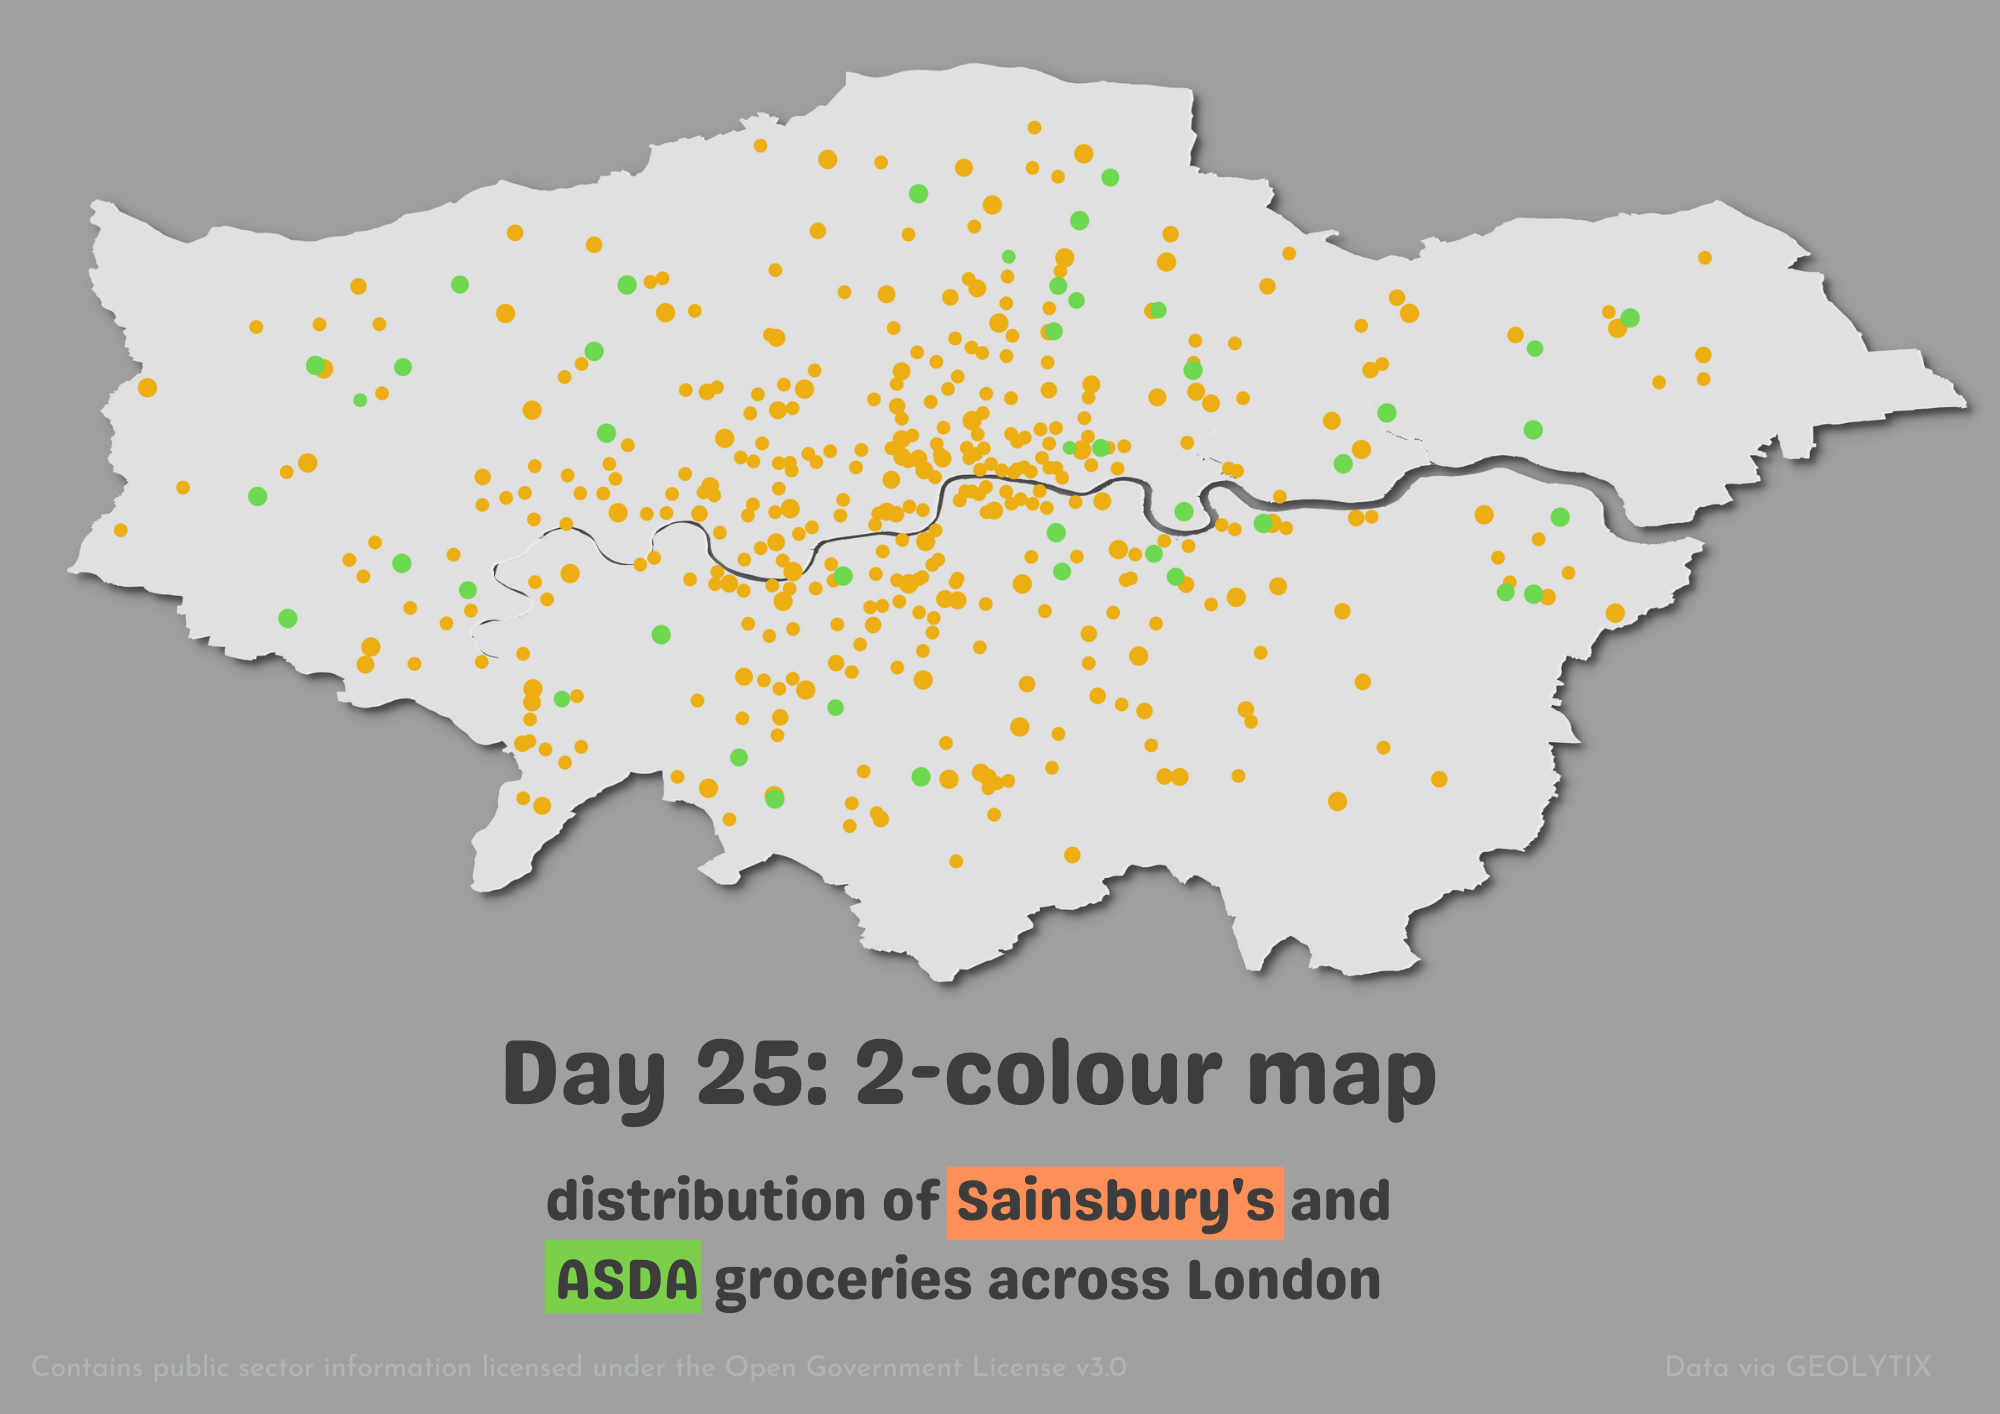 Day 25: 2-colour map
distribution of Sainsbury's and
ASDA groceries across London
Contains public sector information licensed under the Open Government License v3.0
Data via GEOLYTIX